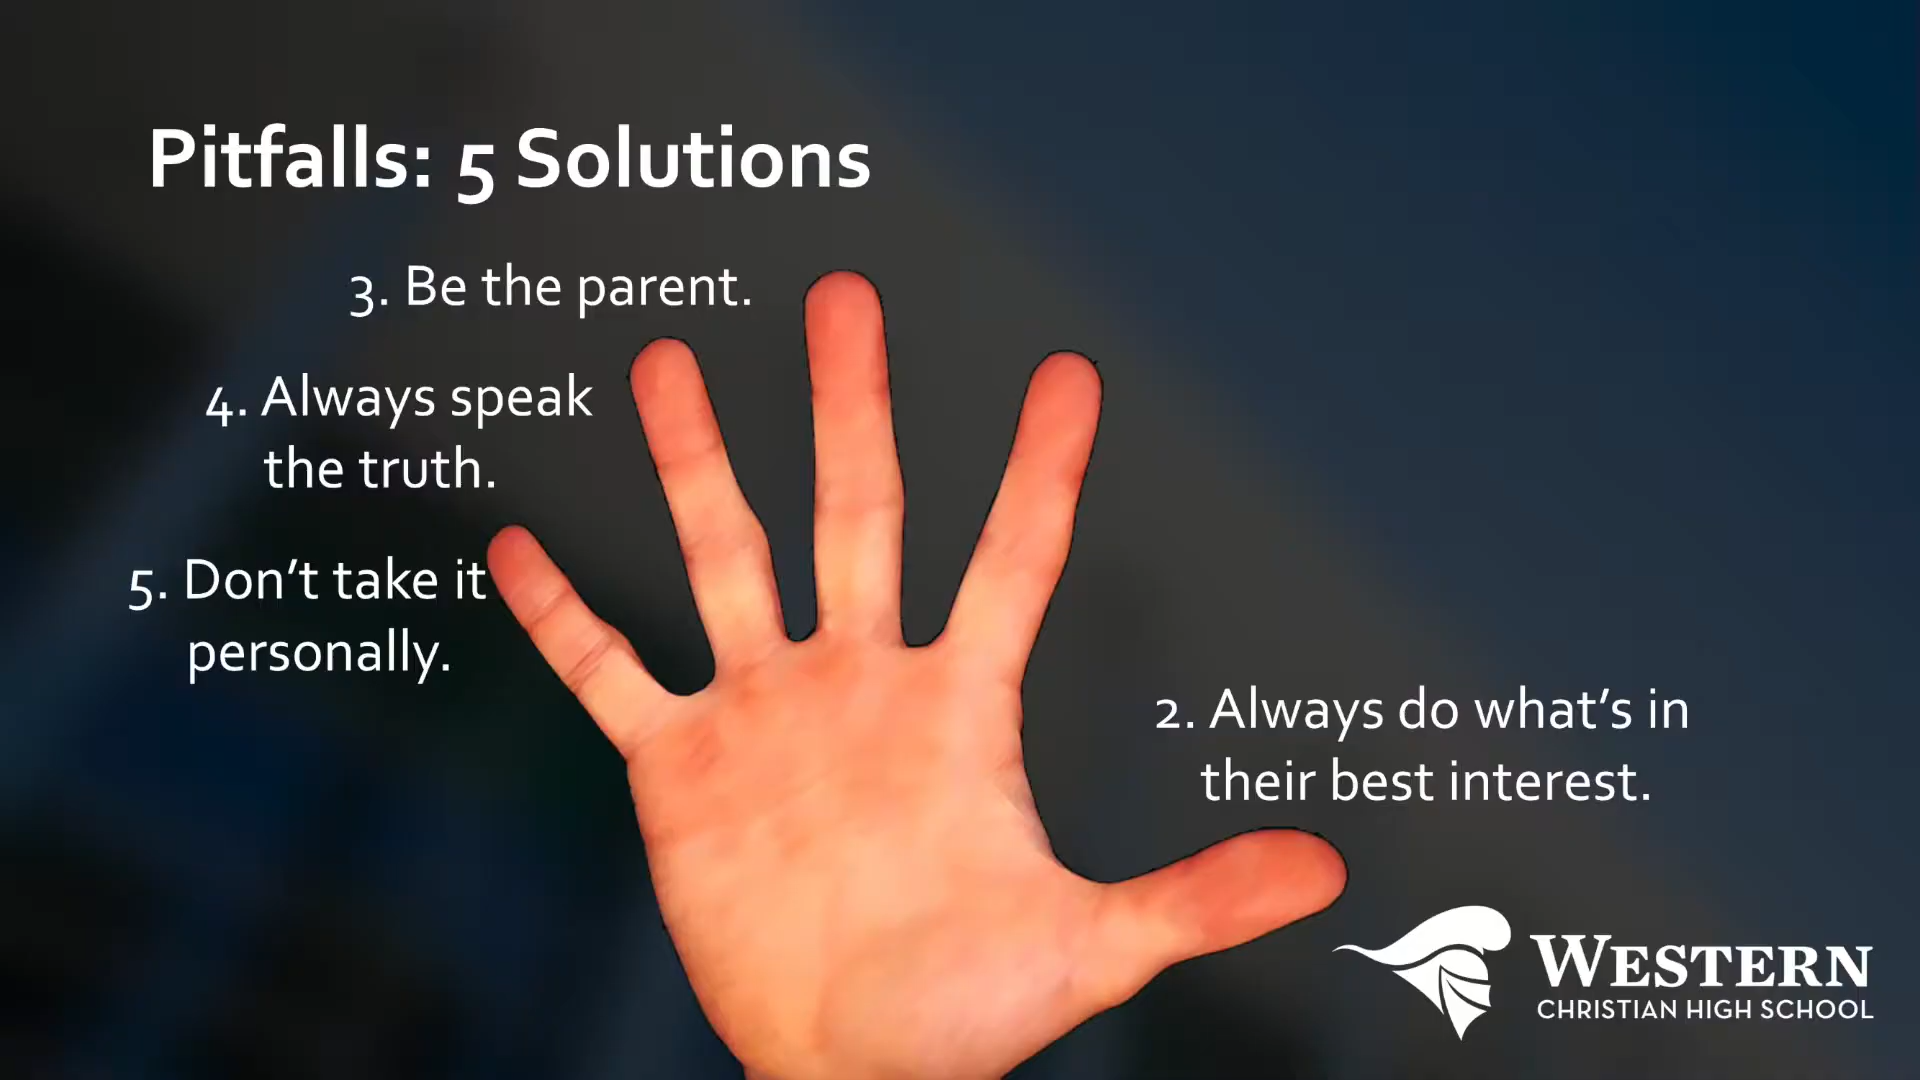 Pitfalls: 5 Solutions
3. Be the parent.
4. Always speak
the truth.
5. Don’t take it
personally.
2. Always do what’s in
their best interest.
WESTERN
CHRISTIAN HIGH SCHOOL